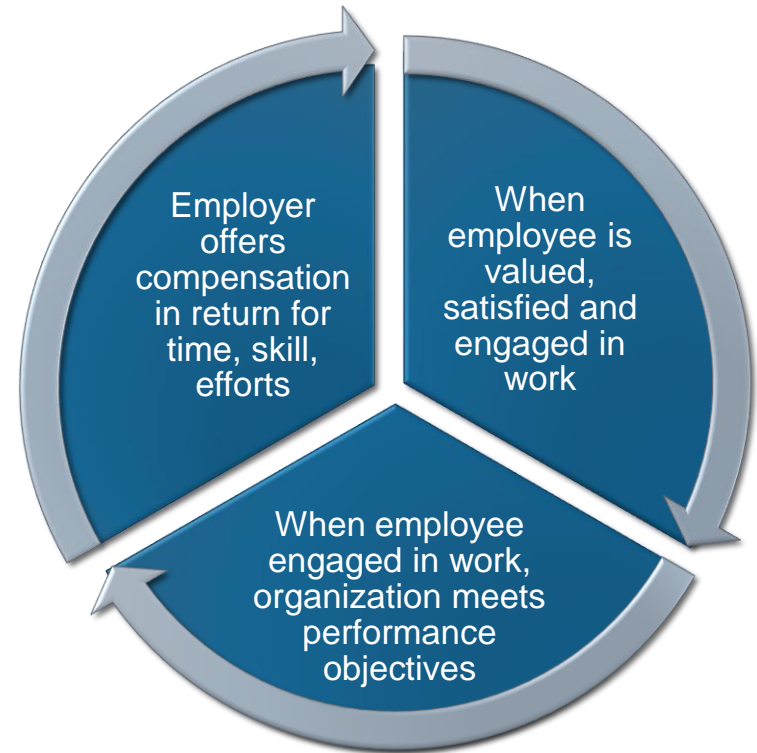 Employer
offers
compensation
in return for
time, skill,
efforts
When
employee is
valued,
satisfied and
engaged in
work
When employee
engaged in work,
organization meets
performance
objectives